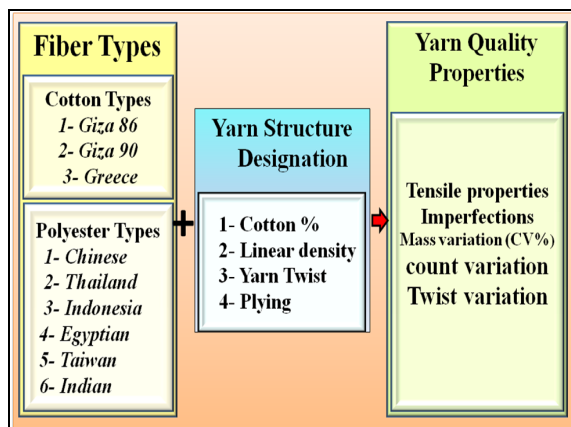 Fiber Types
Cotton Types
1- Giza 86
2- Giza 90
3- Greece
Polyester Types
1- Chinese
2- Thailand
3- Indonesia
4- Egyptian
5- Taiwan
6- Indian
+
Yarn Structure
Designation
1- Cotton %
2- Linear density
3- Yarn Twist
4- Plying
Yarn Quality
Properties
Tensile properties
Imperfections
Mass variation (CV%)
count variation
Twist variation